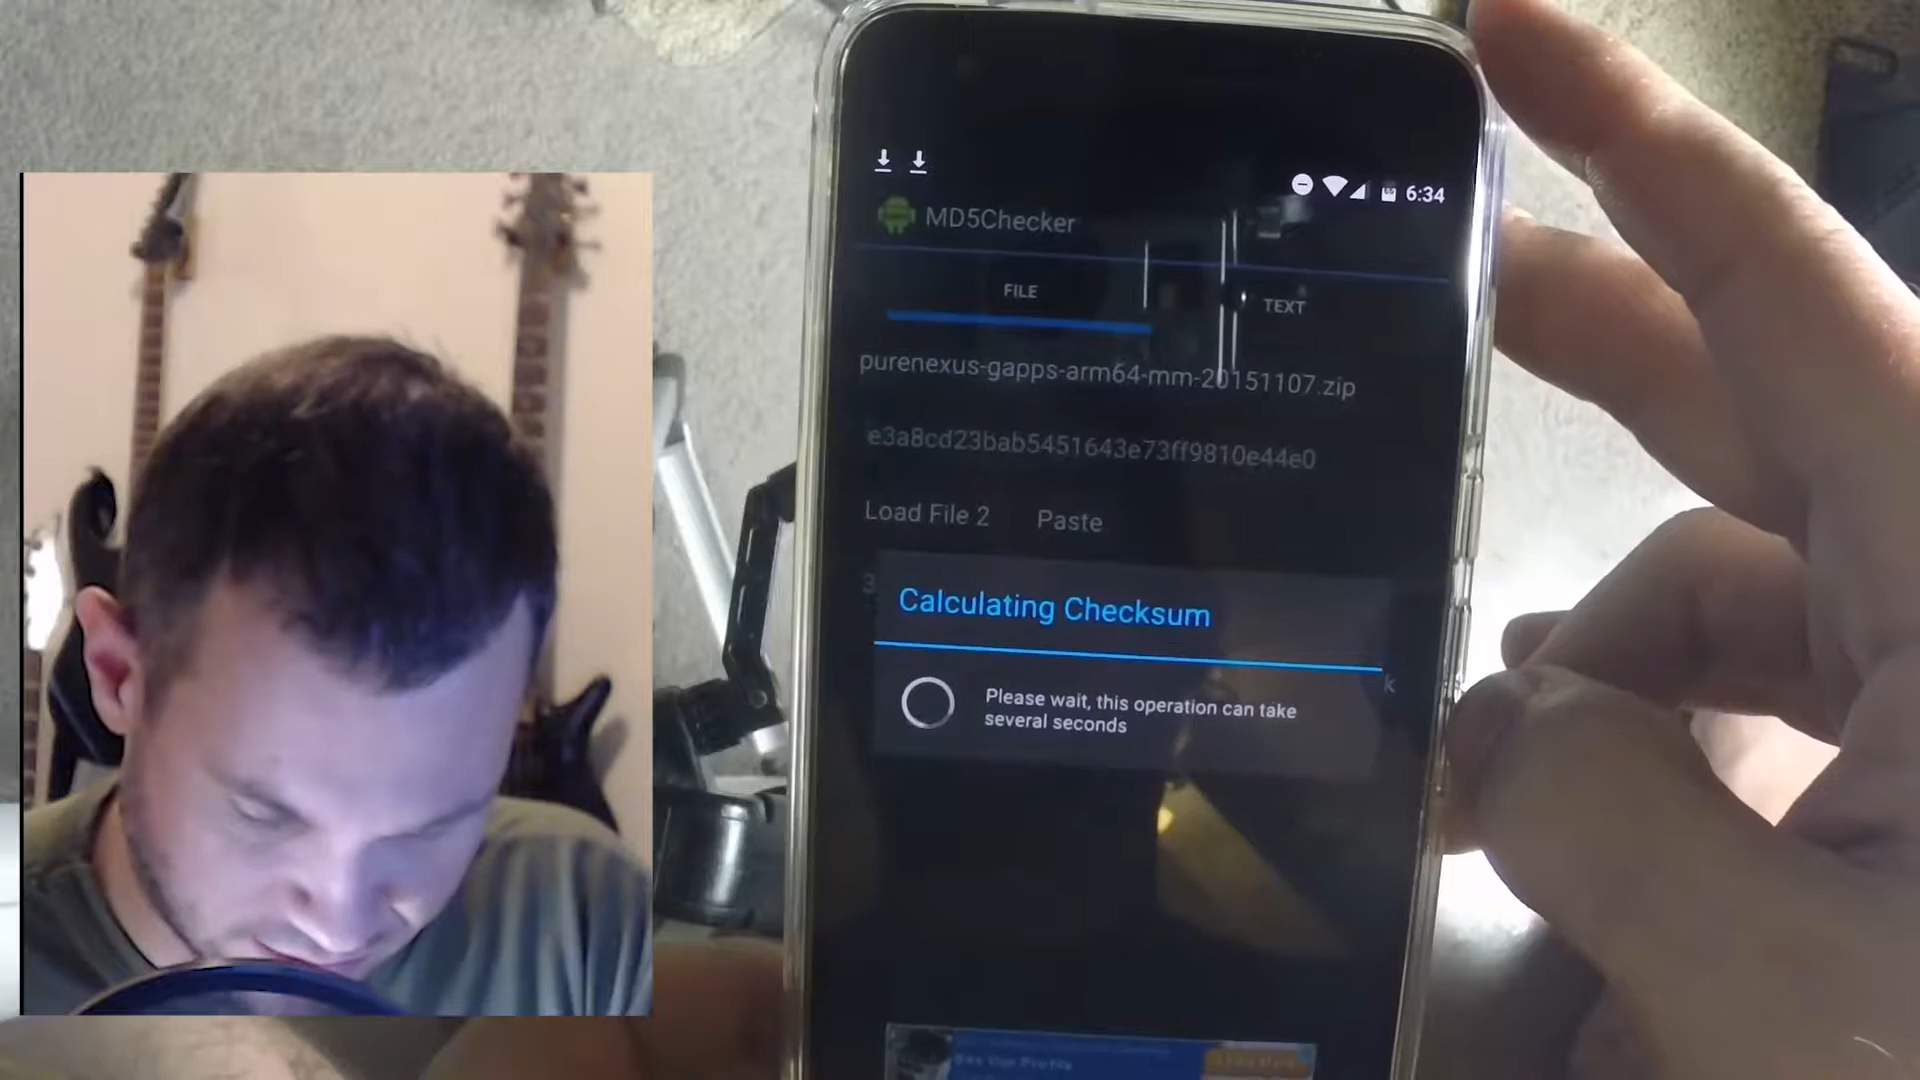 6:34
MD5Checker
FILE
TEXT
purenexus-gapps-arm64-mm-20151107.zip
e3a8cd23bab5451643e73ff9810e44e0
Load File 2
Paste
3
Calculating Checksum
k
Please wait, this operation can take
several seconds